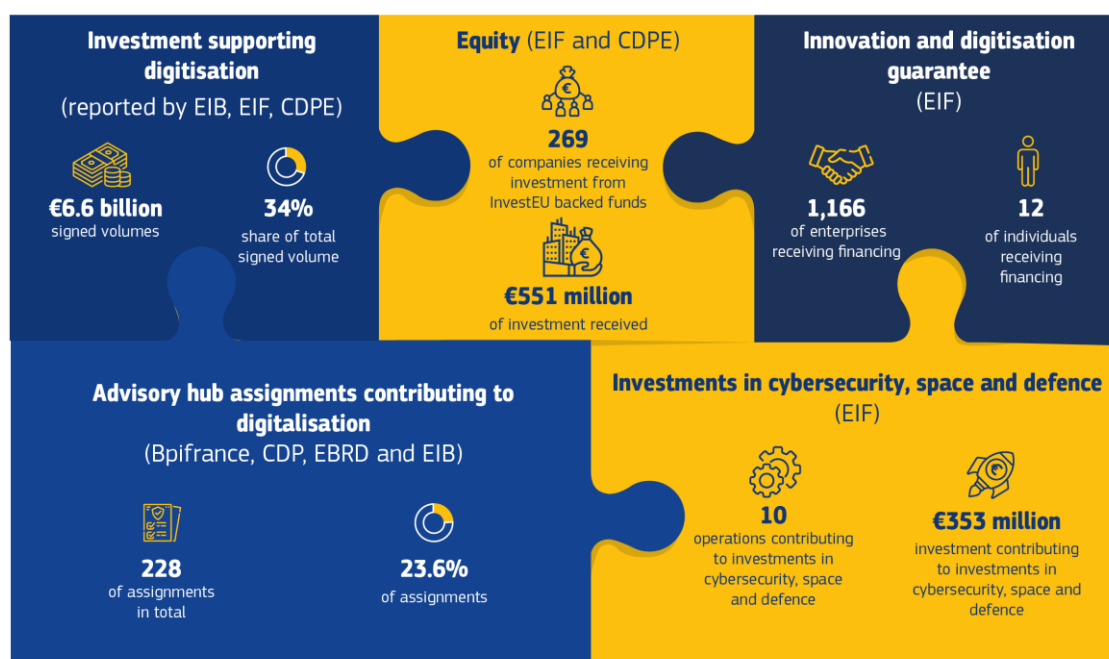 Investment supporting
digitisation
(reported by EIB, EIF, CDPE)
€6.6 billion
signed volumes
34%
share of total
signed volume
Equity (EIF and CDPE)
€
269
of companies receiving
investment from
InvestEU backed funds
€
€551 million
of investment received
Innovation and digitisation
guarantee
(EIF)
1,166
of enterprises
receiving financing
12
of individuals
receiving
financing
Advisory hub assignments contributing to
digitalisation
(Bpifrance, CDP, EBRD and EIB)
228
of assignments
in total
23.6%
of assignments
Investments in cybersecurity, space and defence
(EIF)
10
operations contributing
to investments in
cybersecurity, space
and defence
€
€353 million
investment contributing
to investments in
cybersecurity, space and
defence